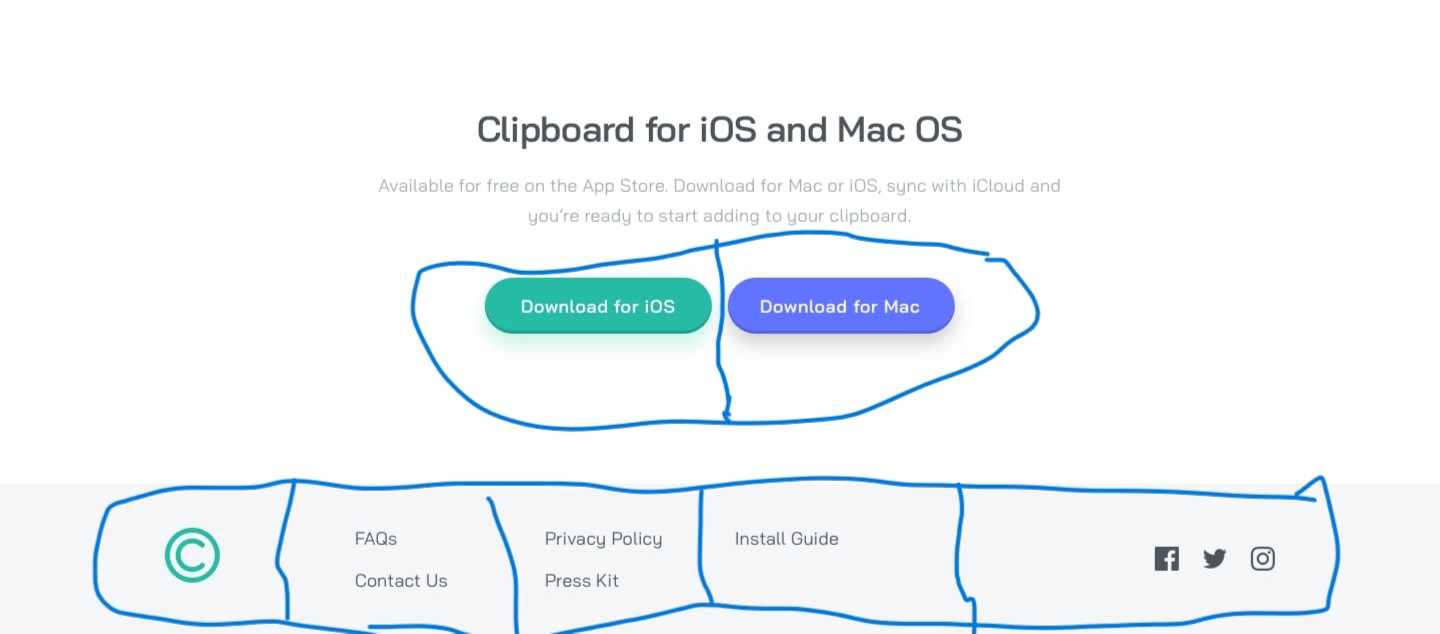 Clipboard for iOS and Mac OS
Available for free on the App Store. Download for Mac or iOS, sync with iCloud and
you’re ready to start adding to your clipboard.
Download for iOS
Download for Mac
FAQs
Contact Us
Privacy Policy
Press Kit
Install Guide